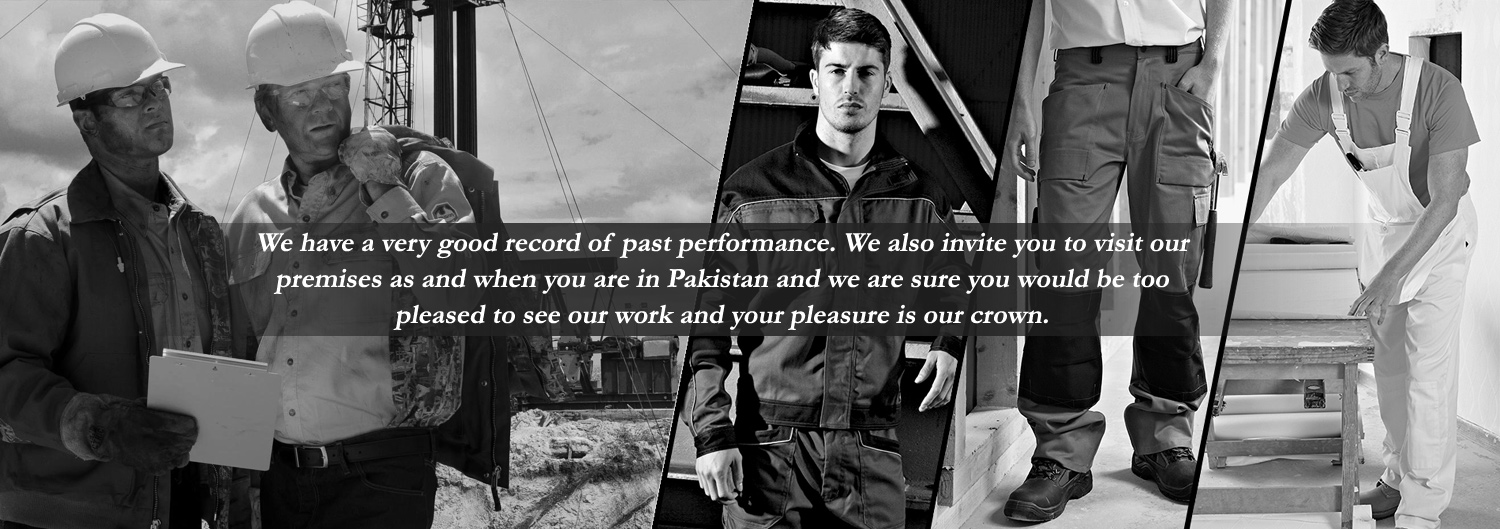 We have a very good record of past performance. We also invite you to visit our
premises as and when you are in Pakistan and we are sure you would be too
pleased to see our work and your pleasure is our crown.